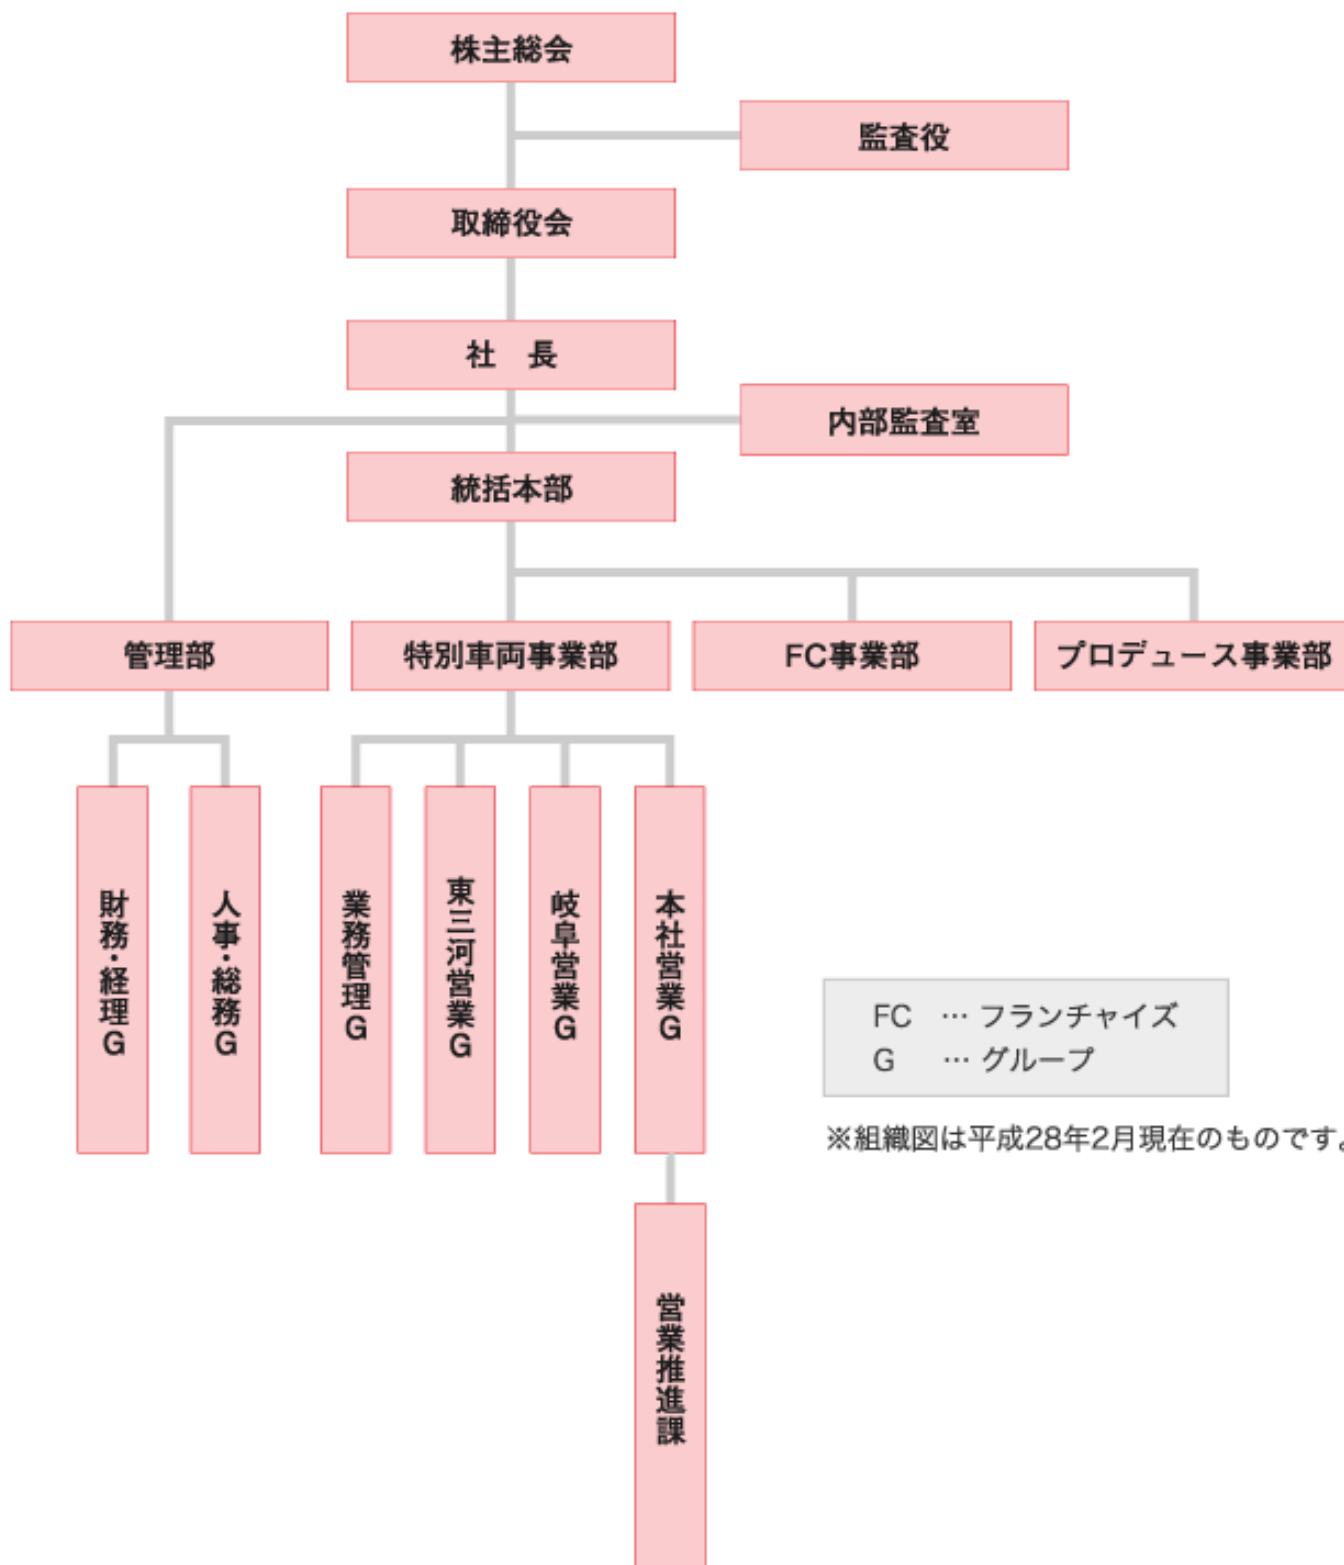 株主総会
監査役
取締役会
社　長
内部監査室
統括本部
管理部
特別車両事業部
FC事業部
プロデュース事業部
財務・経理G
人事・総務G
業務管理G
東三河営業G
岐阜営業G
本社営業G
FC … フランチャイズ
G … グループ
※組織図は平成28年2月現在のものです。
営業推進課